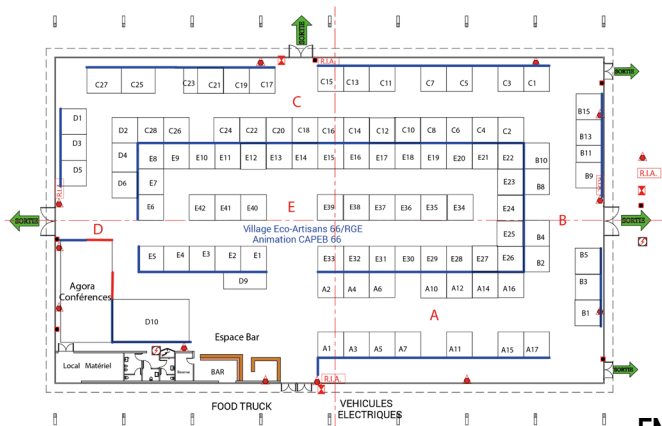 SORTIE
R.I.A.
SORTIE
C27 C25 C23 C21 C19 C17 C15 C13 C11 C7 C5 C3 C1
C
B15
D1
D2 C28 C26 C24 C22 C20 C18 C16 C14 C12 C10 C8 C6 C4 C2
B13
D3
D4 E8 E9 E10 E11 E12 E13 E14 E15 E16 E17 E18 E19 E20 E21 E22 B10
B11
R.I.A.
D5
D6 E7 E23 B8
B9
R.I.A.
E6 E42 E41 E40 E39 E38 E37 E36 E35 E34 E24
E
B
SORTIE
SORTIE
D
Village Eco-Artisans 66/RGE
Animation CAPEB 66
E25 B4
E5 E4 E3 E2 E1 E33 E32 E31 E30 E29 E28 E27 E26 B2
B5
D9
B3
Agora
Conférences
A2 A4 A6 A10 A12 A14 A16
A
B1
D10
Espace Bar
A1 A3 A5 A7 A11 A15 A17
Local Matériel
Réserve
BAR
R.I.A.
SORTIE
FOOD TRUCK
VEHICULES
ELECTRIQUES
EN